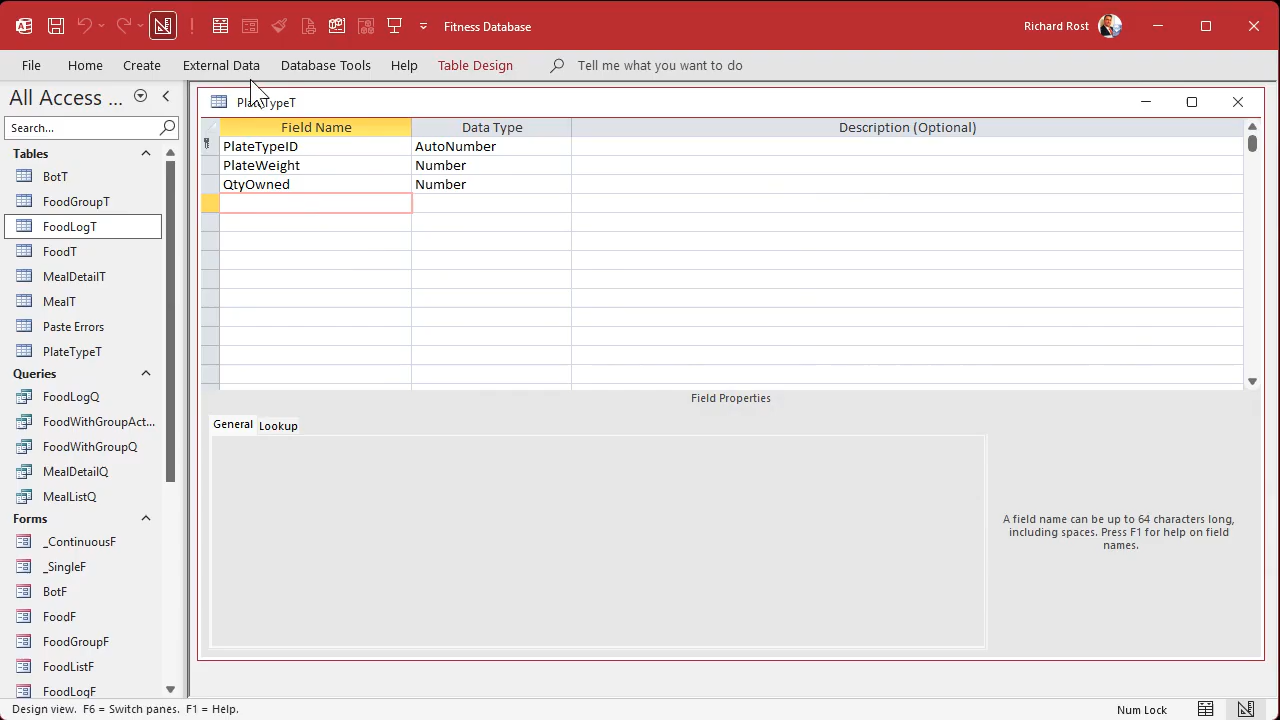 Fitness Database
Richard Rost
File Home Create External Data Database Tools Help Table Design Tell me what you want to do
All Access ...
Search...
Tables
BotT
FoodGroupT
FoodLogT
FoodT
MealDetailT
MealT
Paste Errors
PlateTypeT
Queries
FoodLogQ
FoodWithGroupAct...
FoodWithGroupQ
MealDetailQ
MealListQ
Forms
_ContinuousF
_SingleF
BotF
FoodF
FoodGroupF
FoodListF
FoodLogF
PlateTypeT
Field Name Data Type Description (Optional)
PlateTypeID AutoNumber
PlateWeight Number
QtyOwned Number
Field Properties
General Lookup
A field name can be up to 64 characters long,
including spaces. Press F1 for help on field
names.
Design view. F6 = Switch panes. F1 = Help.
Num Lock